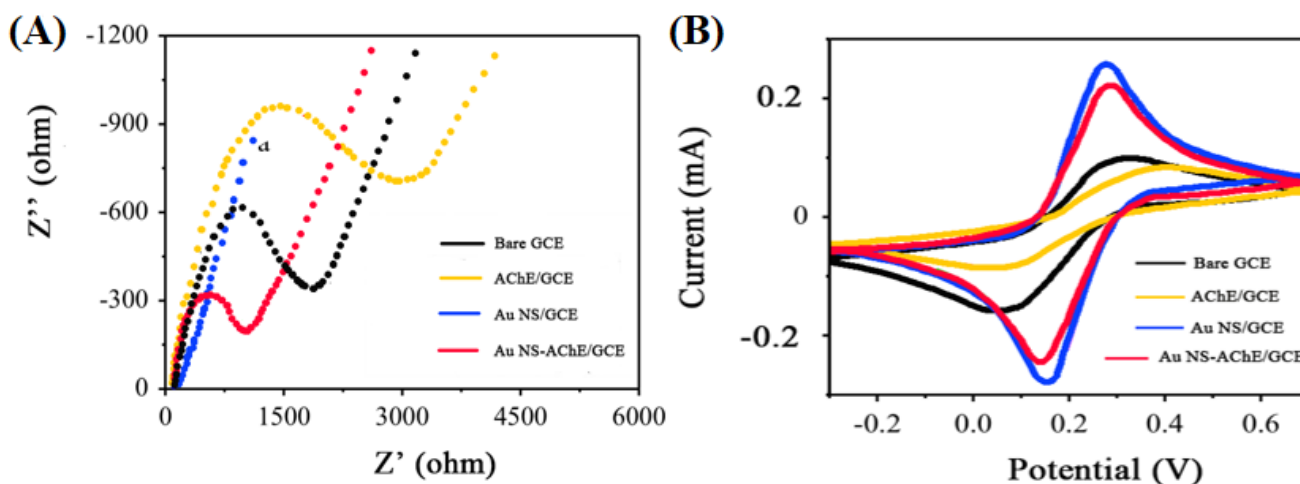 (A)
-1200
-900
-600
-300
0
Z'' (ohm)
a
Bare GCE
AChE/GCE
Au NS/GCE
Au NS-AChE/GCE
0 1500 3000 4500 6000
Z' (ohm)
(B)
0.2
0
-0.2
Current (mA)
Bare GCE
AChE/GCE
Au NS/GCE
Au NS-AChE/GCE
-0.2 0.0 0.2 0.4 0.6
Potential (V)